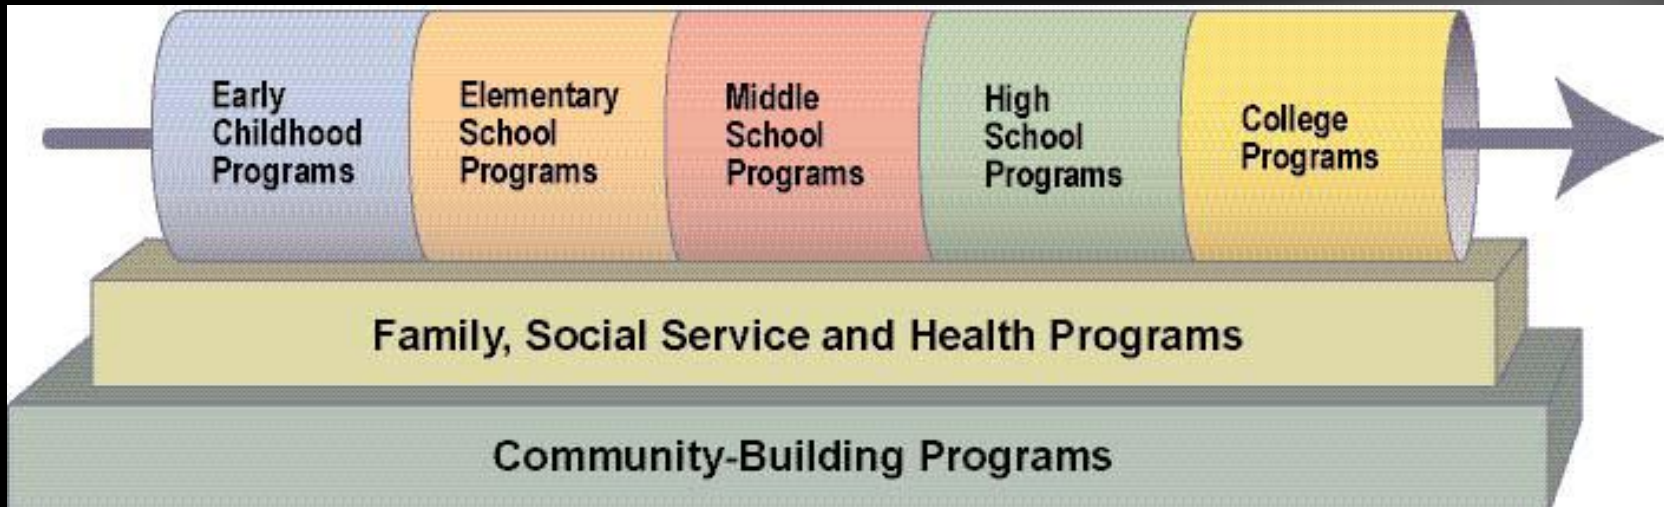 Early
Childhood
Programs
Elementary
School
Programs
Middle
School
Programs
High
School
Programs
College
Programs
Family, Social Service and Health Programs
Community-Building Programs